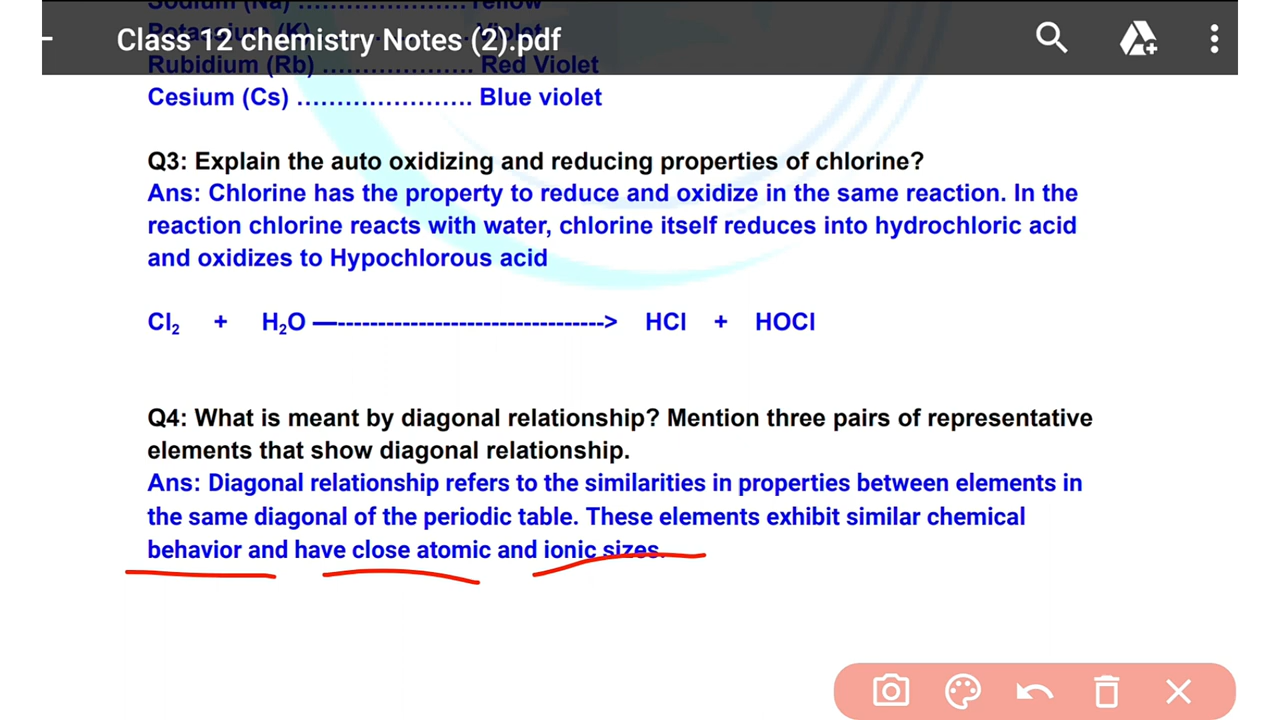 Sodium (Na) ………………… Yellow
Class 12 chemistry Notes (2).pdf
Potassium (K) ………………. Violet
Rubidium (Rb) ………………. Red Violet
Cesium (Cs) …………………. Blue violet
Q3: Explain the auto oxidizing and reducing properties of chlorine?
Ans: Chlorine has the property to reduce and oxidize in the same reaction. In the
reaction chlorine reacts with water, chlorine itself reduces into hydrochloric acid
and oxidizes to Hypochlorous acid
Cl₂ + H₂O —---------------------------------> HCl + HOCl
Q4: What is meant by diagonal relationship? Mention three pairs of representative
elements that show diagonal relationship.
Ans: Diagonal relationship refers to the similarities in properties between elements in
the same diagonal of the periodic table. These elements exhibit similar chemical
behavior and have close atomic and ionic sizes.